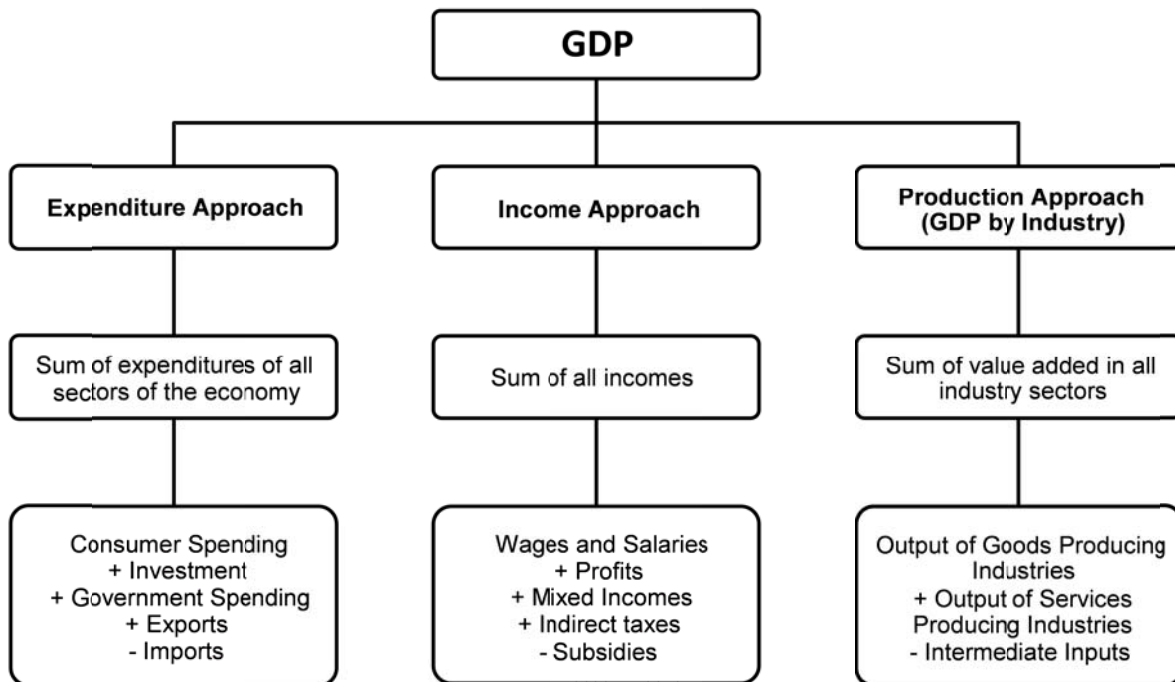 GDP
Expenditure Approach
Income Approach
Production Approach
(GDP by Industry)
Sum of expenditures of all
sectors of the economy
Sum of all incomes
Sum of value added in all
industry sectors
Consumer Spending
+ Investment
+ Government Spending
+ Exports
- Imports
Wages and Salaries
+ Profits
+ Mixed Incomes
+ Indirect taxes
- Subsidies
Output of Goods Producing
Industries
+ Output of Services
Producing Industries
- Intermediate Inputs